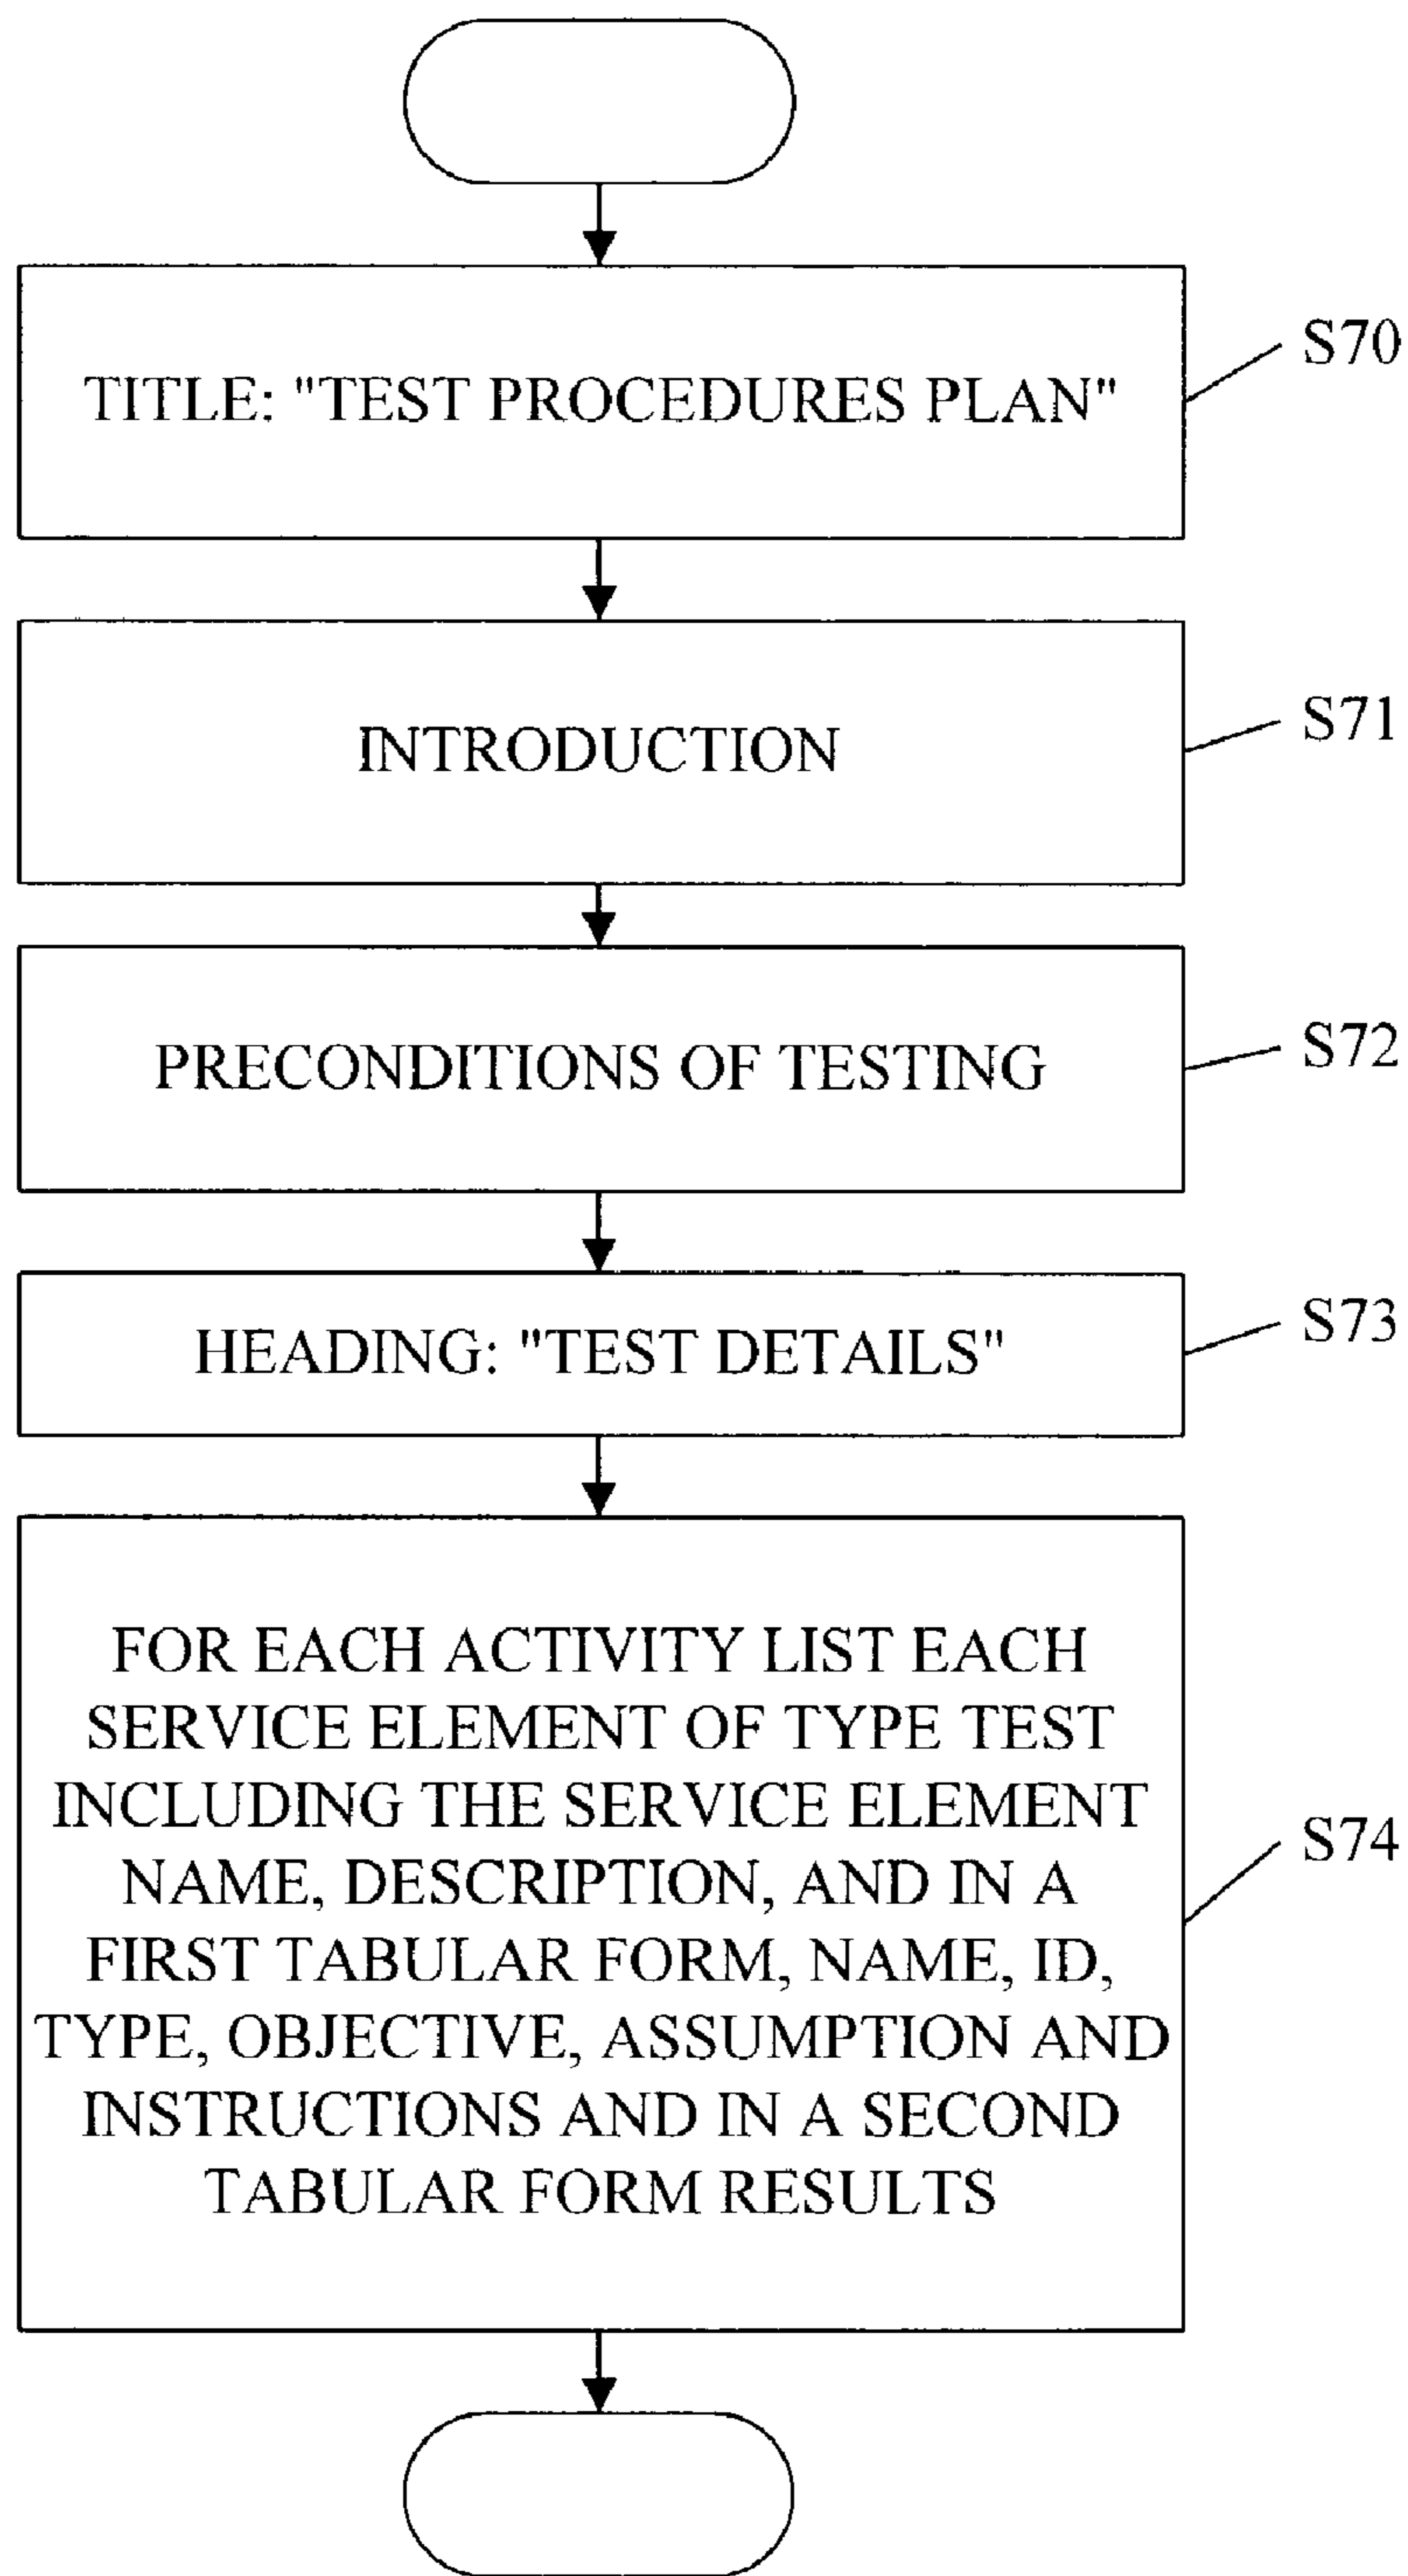 TITLE: "TEST PROCEDURES PLAN"
S70
INTRODUCTION
S71
PRECONDITIONS OF TESTING
S72
HEADING: "TEST DETAILS"
S73
FOR EACH ACTIVITY LIST EACH
SERVICE ELEMENT OF TYPE TEST
INCLUDING THE SERVICE ELEMENT
NAME, DESCRIPTION, AND IN A
FIRST TABULAR FORM, NAME, ID,
TYPE, OBJECTIVE, ASSUMPTION AND
INSTRUCTIONS AND IN A SECOND
TABULAR FORM RESULTS
S74